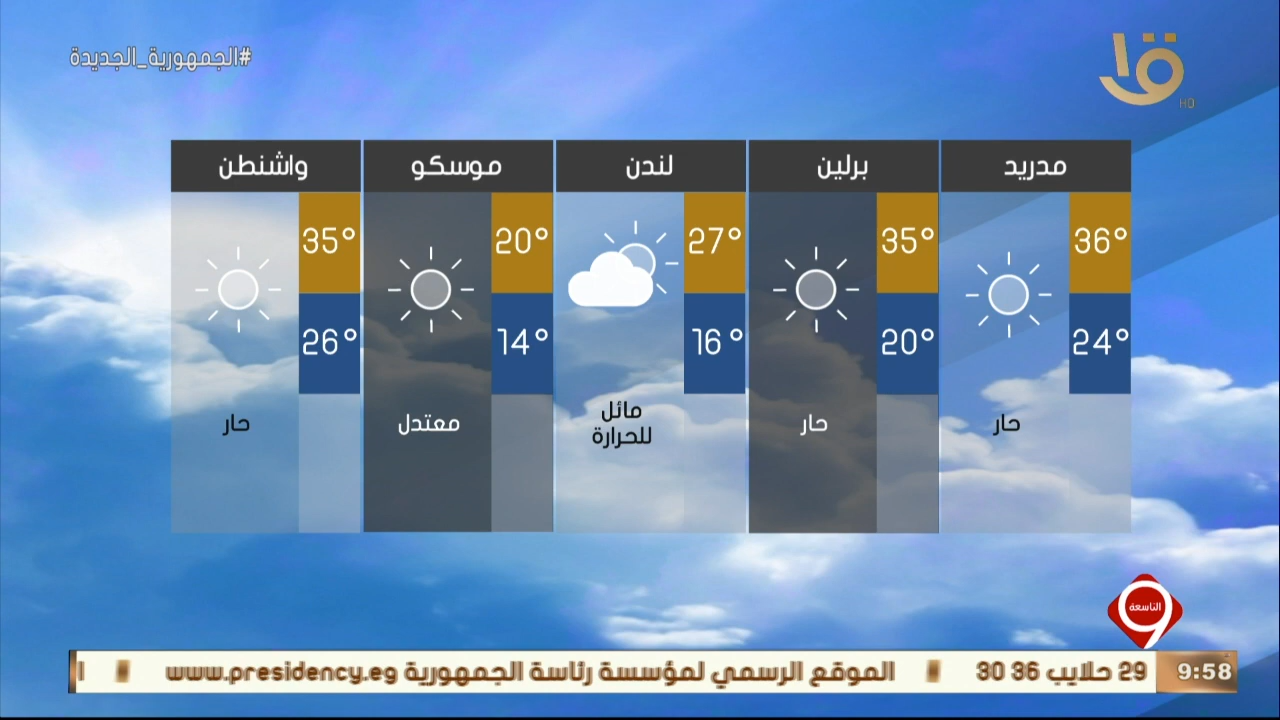 #الجمهورية_الجديدة
HD
مدريد
36°
24°
حار
برلين
35°
20°
حار
لندن
27°
16°
مائل
للحرارة
موسكو
20°
14°
معتدل
واشنطن
35°
26°
حار
التاسعة
9
9:58
29 حلايب 36 30
الموقع الرسمي لمؤسسة رئاسة الجمهورية www.presidency.eg